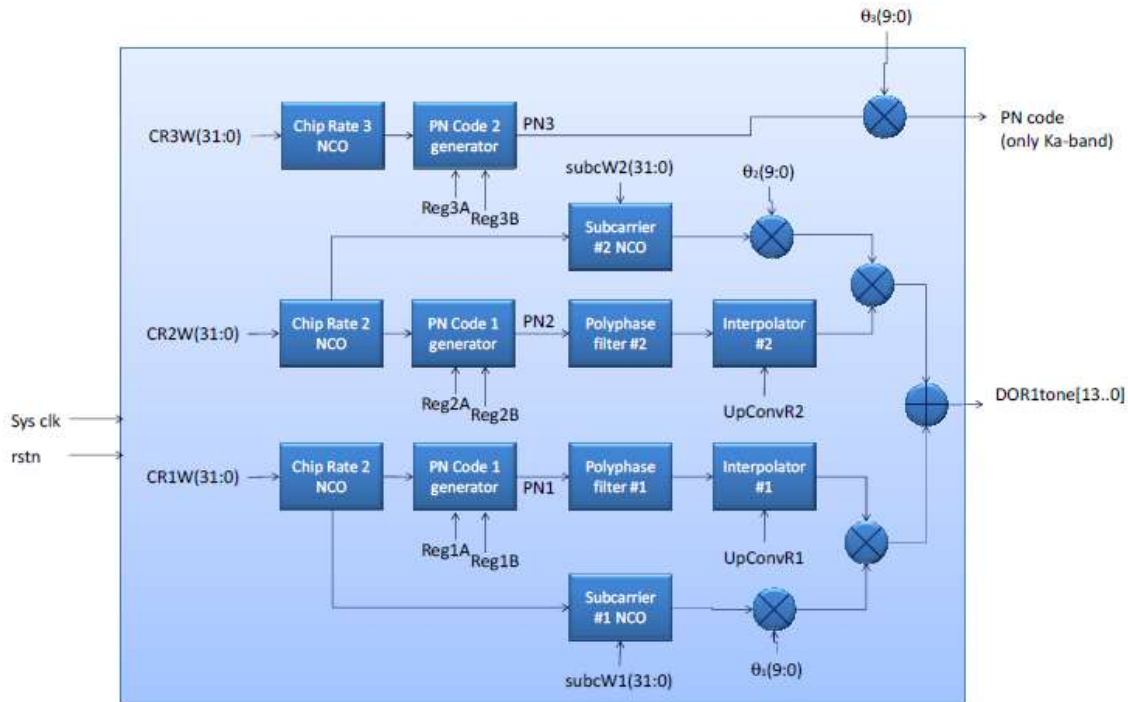 θ₃(9:0)
CR3W(31:0)
Chip Rate 3
NCO
PN Code 2
generator
PN3
PN code
(only Ka-band)
Reg3A
Reg3B
subcW2(31:0)
θ₂(9:0)
Subcarrier
#2 NCO
CR2W(31:0)
Chip Rate 2
NCO
PN Code 1
generator
PN2
Polyphase
filter #2
Interpolator
#2
Reg2A
Reg2B
UpConvR2
DOR1tone[13..0]
Sys clk
rstn
CR1W(31:0)
Chip Rate 2
NCO
PN Code 1
generator
PN1
Polyphase
filter #1
Interpolator
#1
Reg1A
Reg1B
UpConvR1
Subcarrier
#1 NCO
subcW1(31:0)
θ₁(9:0)